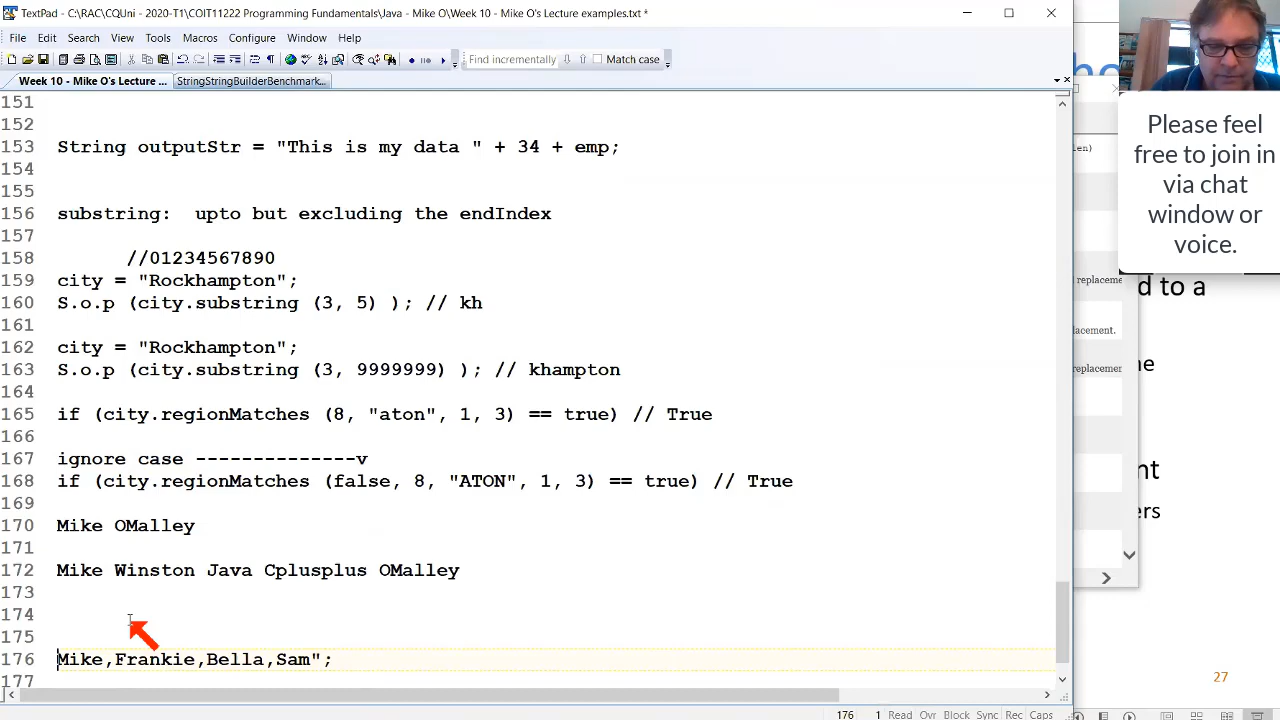 TextPad - C:\RAC\CQUni - 2020-T1\COIT11222 Programming Fundamentals\Java - Mike O\Week 10 - Mike O's Lecture examples.txt *
File Edit Search View Tools Macros Configure Window Help
Find incrementally Match case
Week 10 - Mike O's Lecture ... StringStringBuilderBenchmark...
151
152
153 String outputStr = "This is my data " + 34 + emp;
154
155
156 substring: upto but excluding the endIndex
157
158 //01234567890
159 city = "Rockhampton";
160 S.o.p (city.substring (3, 5) ); // kh
161
162 city = "Rockhampton";
163 S.o.p (city.substring (3, 9999999) ); // khampton
164
165 if (city.regionMatches (8, "aton", 1, 3) == true) // True
166
167 ignore case --------------v
168 if (city.regionMatches (false, 8, "ATON", 1, 3) == true) // True
169
170 Mike OMalley
171
172 Mike Winston Java Cplusplus OMalley
173
174
175
176 Mike,Frankie,Bella,Sam";
177
176 1 Read Ovr Block Sync Rec Caps
Please feel
free to join in
via chat
window or
voice.
len)
d to a
replaceme
lacement.
ne
replacemen
nt
ers
27